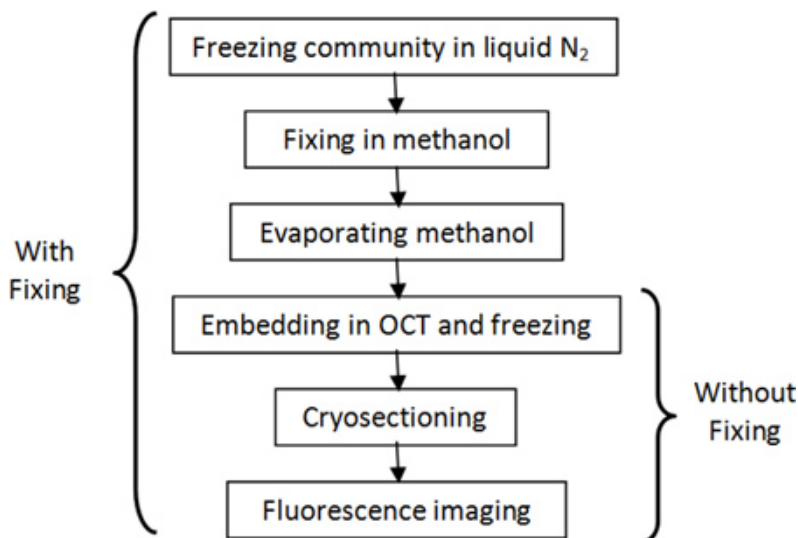 Freezing community in liquid N₂
Fixing in methanol
Evaporating methanol
With
Fixing
Embedding in OCT and freezing
Cryosectioning
Without
Fixing
Fluorescence imaging